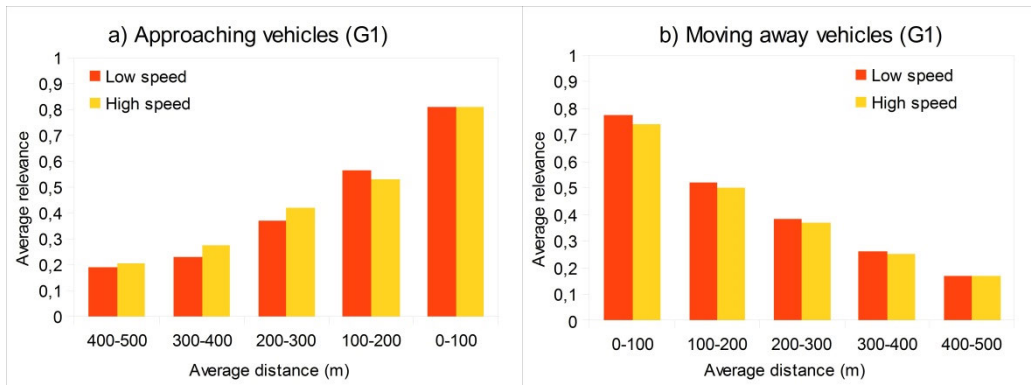 a) Approaching vehicles (G1)
Low speed
High speed
Average relevance
1
0,9
0,8
0,7
0,6
0,5
0,4
0,3
0,2
0,1
0
400-500 300-400 200-300 100-200 0-100
Average distance (m)
b) Moving away vehicles (G1)
Low speed
High speed
Average relevance
1
0,9
0,8
0,7
0,6
0,5
0,4
0,3
0,2
0,1
0
0-100 100-200 200-300 300-400 400-500
Average distance (m)